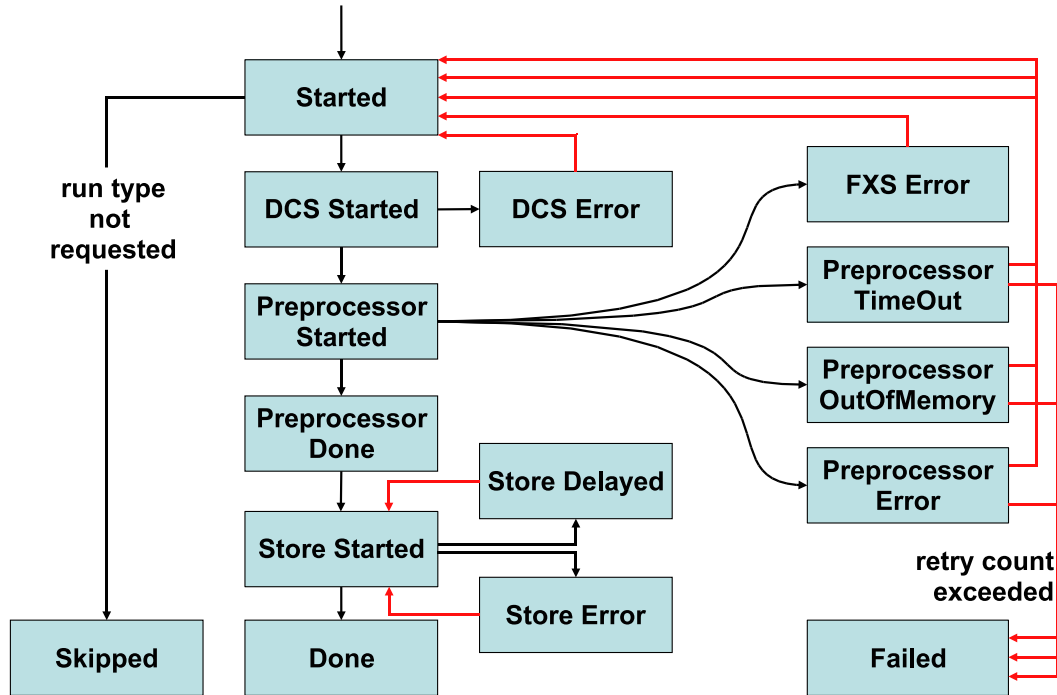 Started
run type
not
requested
DCS Started
DCS Error
FXS Error
Preprocessor
Started
Preprocessor
TimeOut
Preprocessor
OutOfMemory
Preprocessor
Done
Preprocessor
Error
Store Delayed
Store Started
Store Error
retry count
exceeded
Skipped
Done
Failed